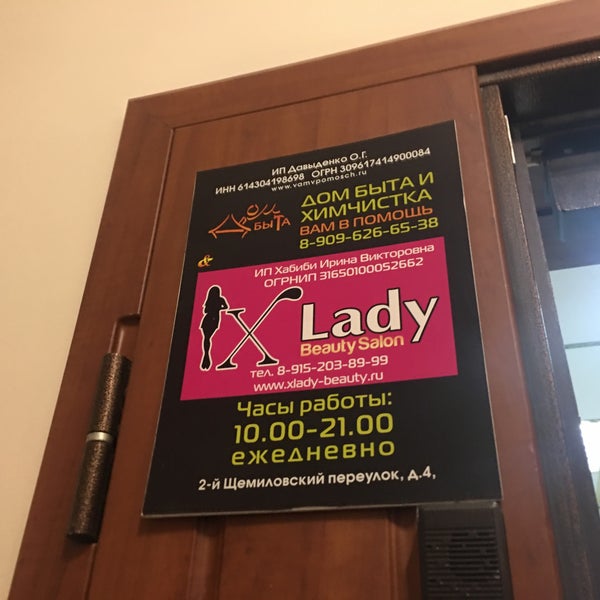 ИП Давыденко О.Г.
ИНН 614304198698 ОГРН 309617414900084
www.vamvpomosch.ru
Дом быТа
ДОМ БЫТА И
ХИМЧИСТКА
ВАМ В ПОМОЩЬ
8-909-626-65-38
&
ИП Хабиби Ирина Викторовна
ОГРНИП 31650100052662
X Lady
Beauty Salon
тел. 8-915-203-89-99
www.xlady-beauty.ru
Часы работы:
10.00-21.00
ежедневно
2-й Щемиловский переулок, д.4,